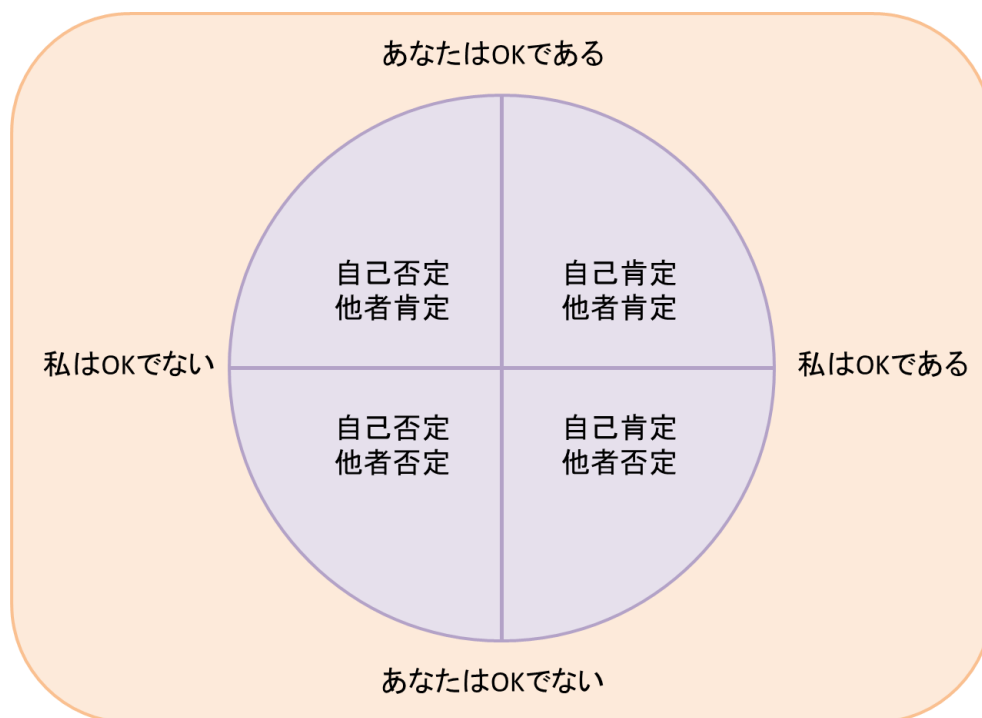 あなたはOKである
自己否定
他者肯定
自己肯定
他者肯定
私はOKでない
私はOKである
自己否定
他者否定
自己肯定
他者否定
あなたはOKでない